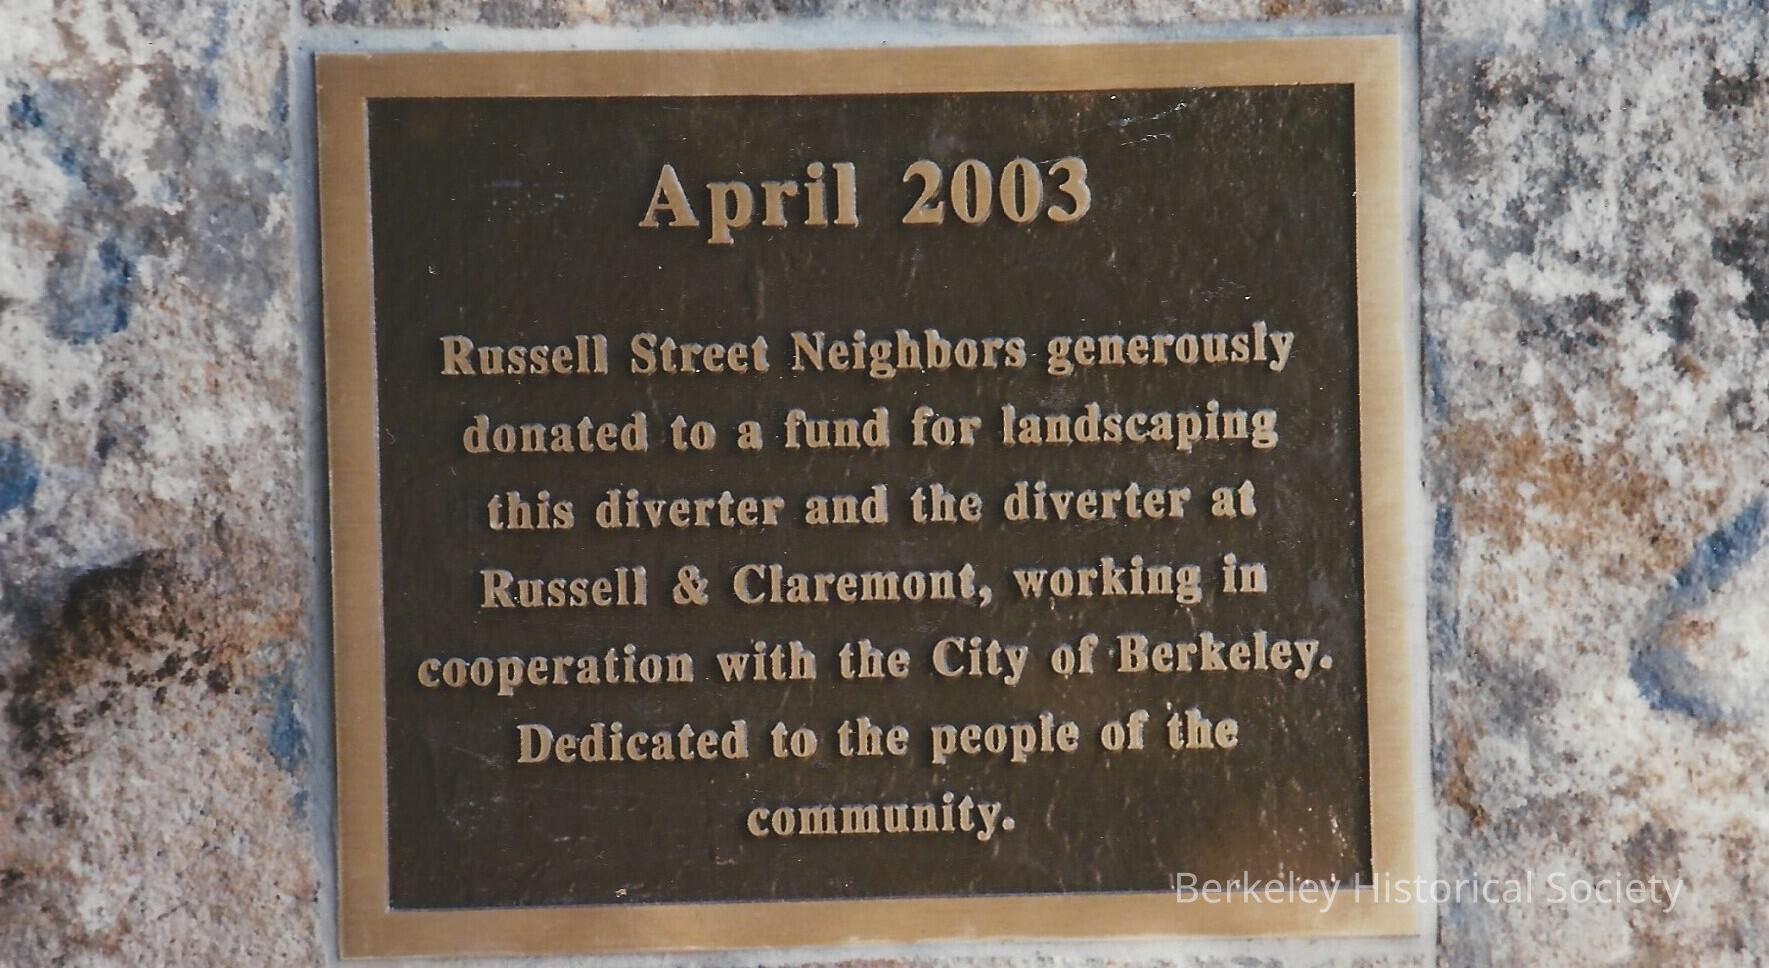 April 2003
Russell Street Neighbors generously
donated to a fund for landscaping
this diverter and the diverter at
Russell & Claremont, working in
cooperation with the City of Berkeley.
Dedicated to the people of the
community.
Berkeley Historical Society